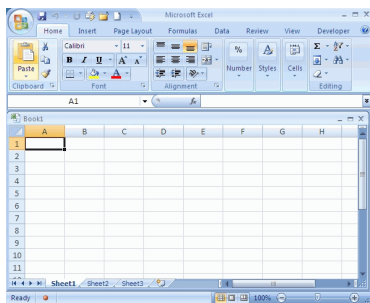 Microsoft Excel
Home Insert Page Layout Formulas Data Review View Developer
Paste
Calibri 11
B I U A A
A
% A
Number Styles Cells
Σ
Clipboard Font Alignment Editing
A1 fx
Book1
A B C D E F G H
1
2
3
4
5
6
7
8
9
10
11
Sheet1 Sheet2 Sheet3
Ready 100%